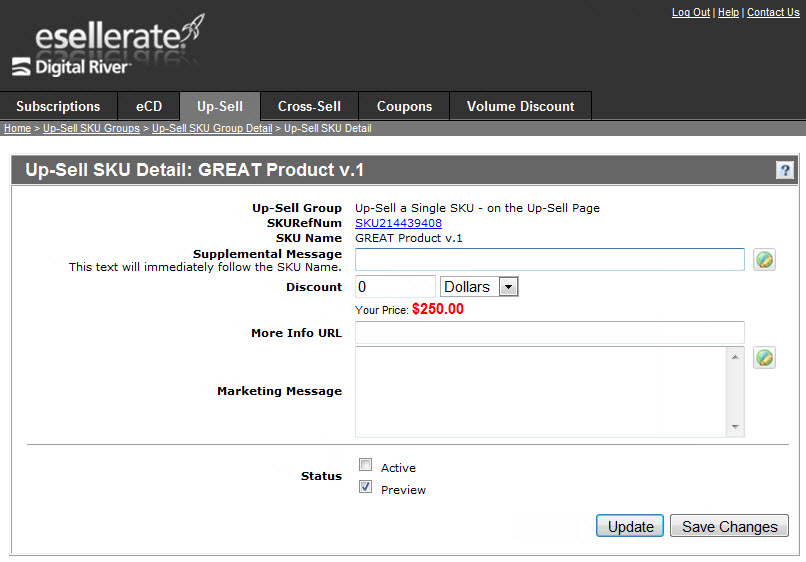 Log Out | Help | Contact Us
esellerate.
Digital River
Subscriptions eCD Up-Sell Cross-Sell Coupons Volume Discount
Home > Up-Sell SKU Groups > Up-Sell SKU Group Detail > Up-Sell SKU Detail
Up-Sell SKU Detail: GREAT Product v.1 ?
Up-Sell Group Up-Sell a Single SKU - on the Up-Sell Page
SKURefNum SKU214439408
SKU Name GREAT Product v.1
Supplemental Message
This text will immediately follow the SKU Name.
Discount 0 Dollars
Your Price: $250.00
More Info URL
Marketing Message
Status
Active
Preview
Update Save Changes